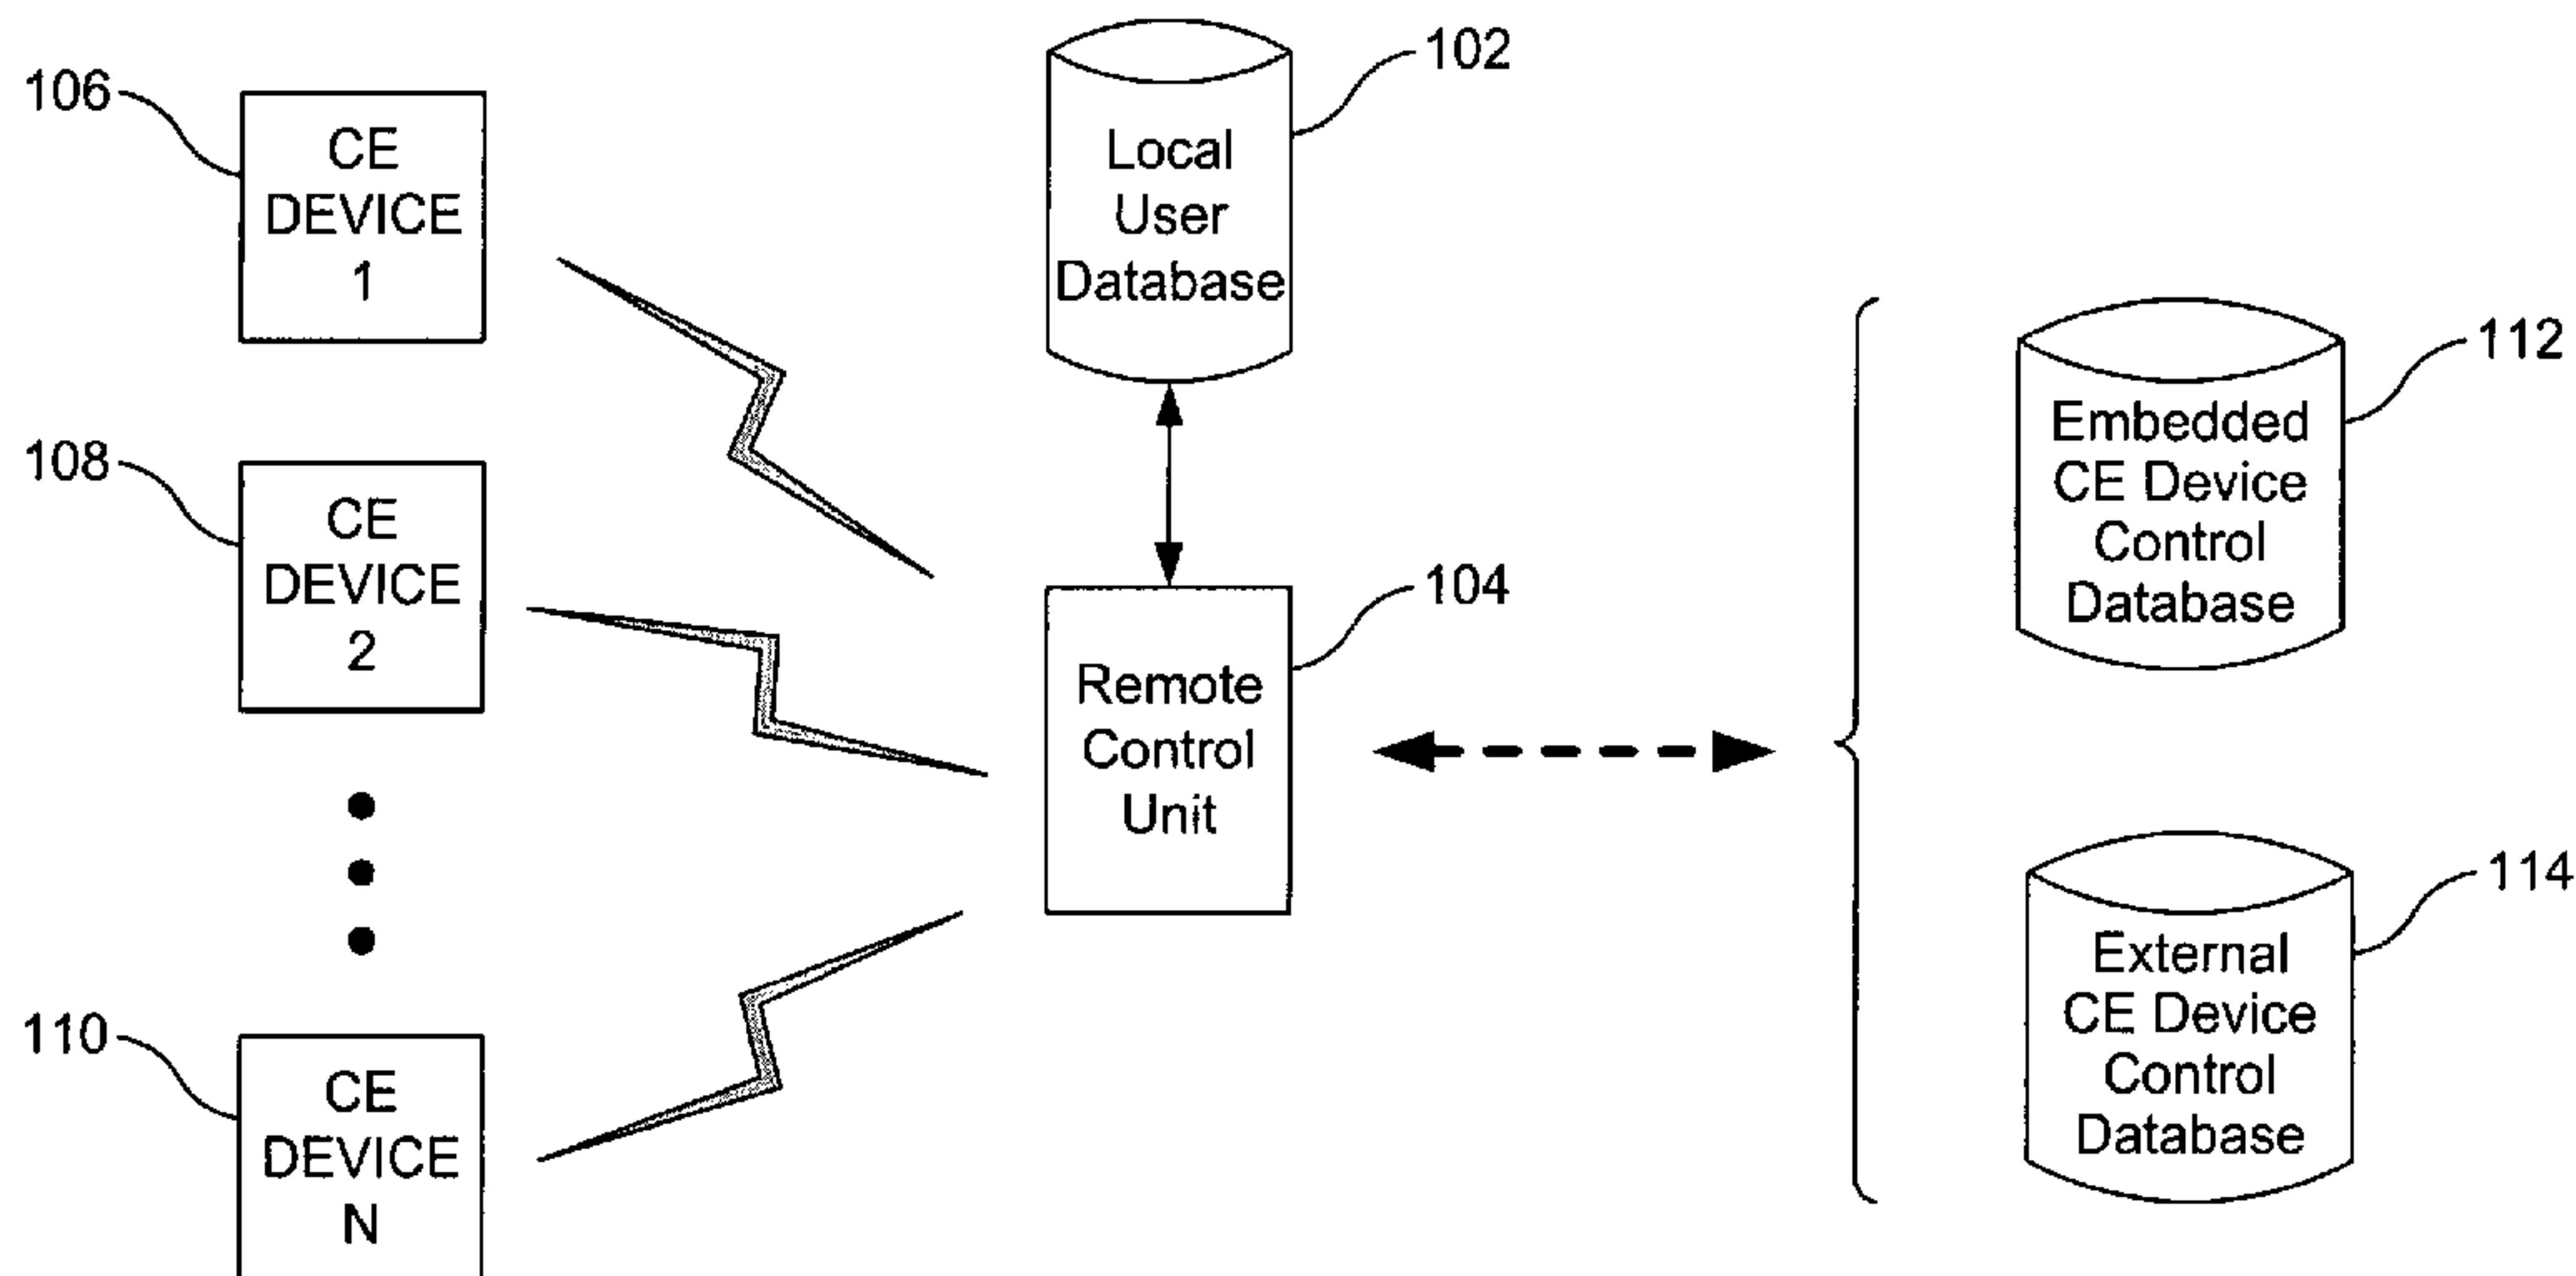 106
CE
DEVICE
1
108
CE
DEVICE
2
110
CE
DEVICE
N
102
Local
User
Database
104
Remote
Control
Unit
112
Embedded
CE Device
Control
Database
114
External
CE Device
Control
Database